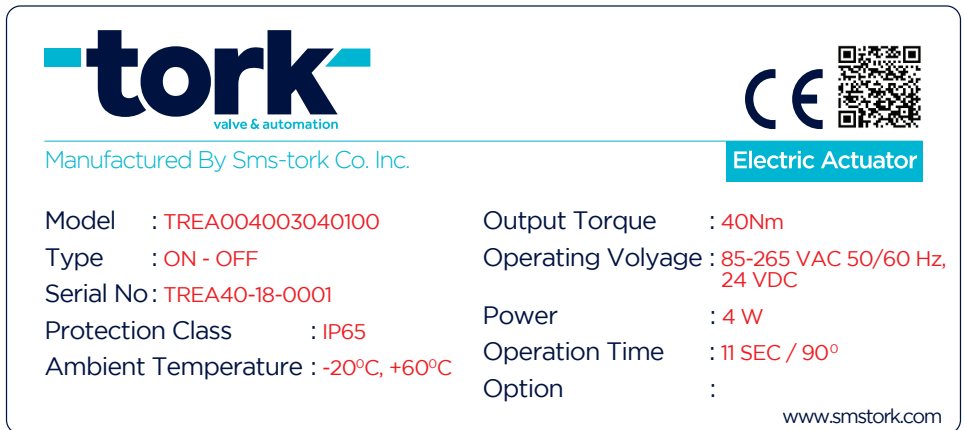 tork
valve & automation
CE
Manufactured By Sms-tork Co. Inc.
Electric Actuator
Model : TREA004003040100
Type : ON - OFF
Serial No : TREA40-18-0001
Protection Class : IP65
Ambient Temperature : -20⁰C, +60⁰C
Output Torque : 40Nm
Operating Volyage : 85-265 VAC 50/60 Hz,
24 VDC
Power : 4 W
Operation Time : 11 SEC / 90⁰
Option :
www.smstork.com